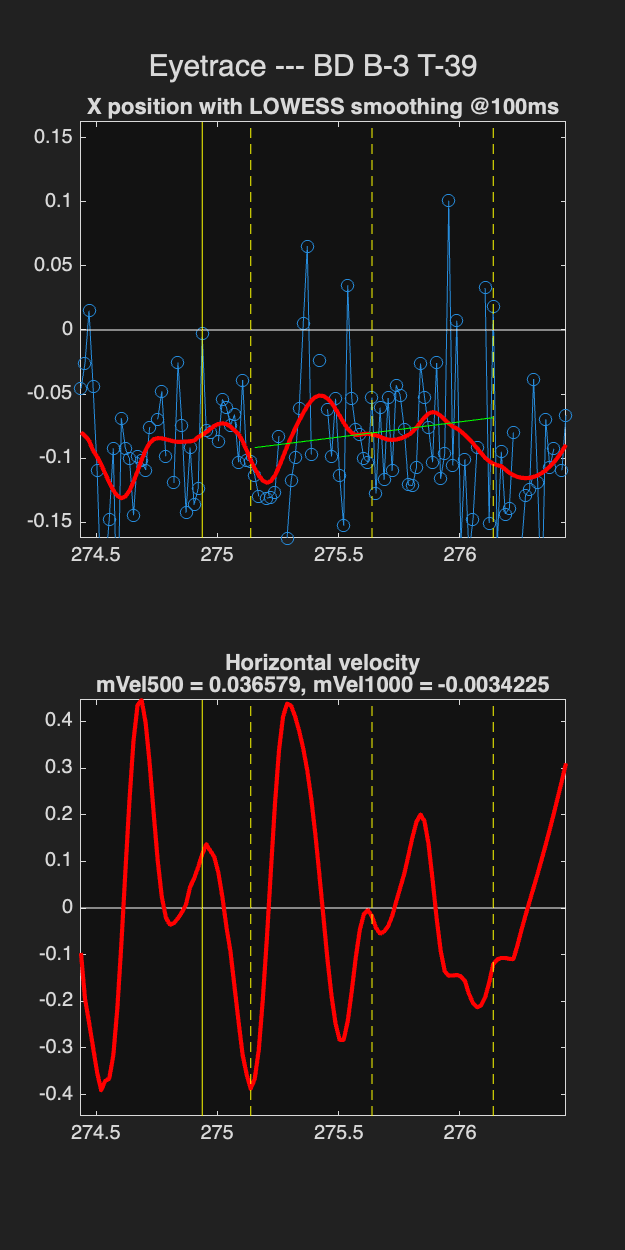 Eyetrace --- BD B-3 T-39
X position with LOWESS smoothing @100ms
0.15
0.1
0.05
0
-0.05
-0.1
-0.15
274.5 275 275.5 276
Horizontal velocity
mVel500 = 0.036579, mVel1000 = -0.0034225
0.4
0.3
0.2
0.1
0
-0.1
-0.2
-0.3
-0.4
274.5 275 275.5 276